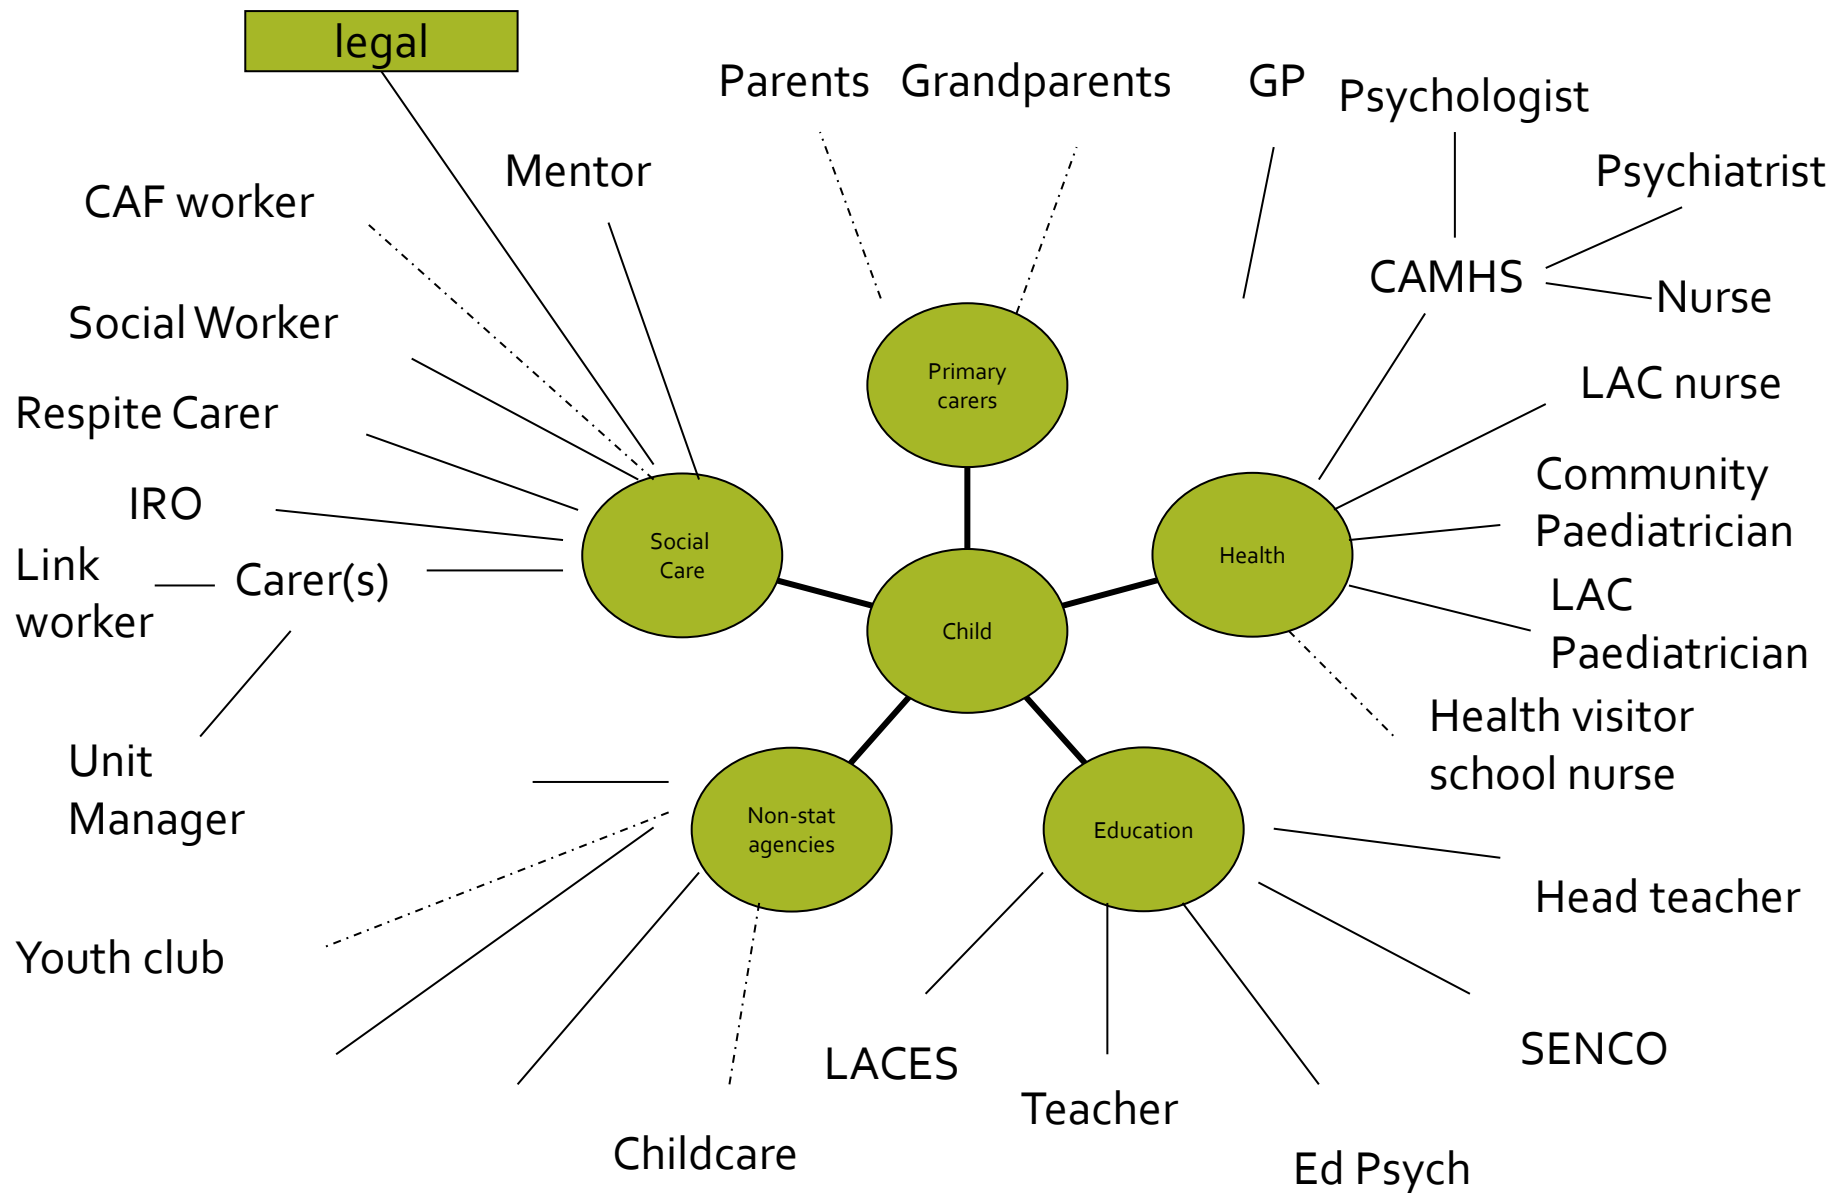 legal
Parents
Grandparents
GP
Psychologist
Mentor
Psychiatrist
CAF worker
CAMHS
Nurse
Social Worker
Primary
carers
LAC nurse
Respite Carer
Community
Paediatrician
IRO
Social
Care
Health
Link
worker
Carer(s)
LAC
Paediatrician
Child
Health visitor
school nurse
Unit
Manager
Non-stat
agencies
Education
Head teacher
Youth club
LACES
SENCO
Teacher
Childcare
Ed Psych